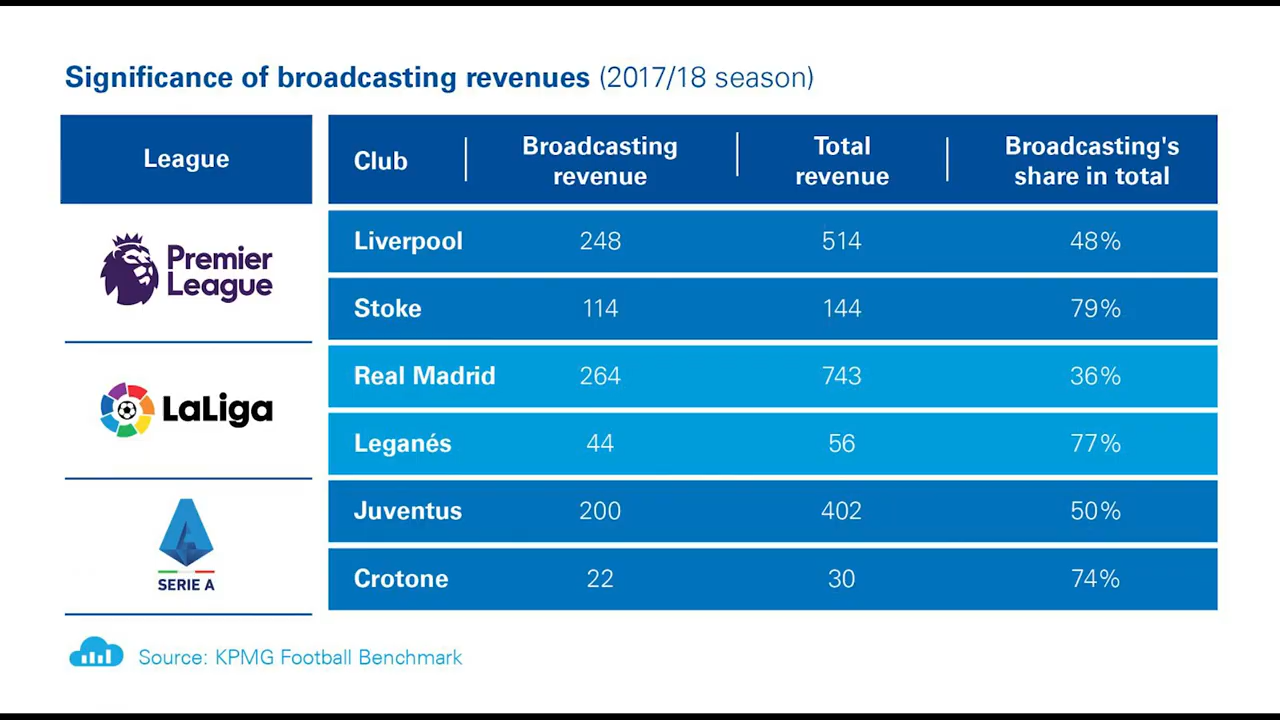 Significance of broadcasting revenues (2017/18 season)
League
Club
Broadcasting revenue
Total revenue
Broadcasting's share in total
Premier League
Liverpool 248 514 48%
Stoke 114 144 79%
LaLiga
Real Madrid 264 743 36%
Leganés 44 56 77%
SERIE A
Juventus 200 402 50%
Crotone 22 30 74%
Source: KPMG Football Benchmark